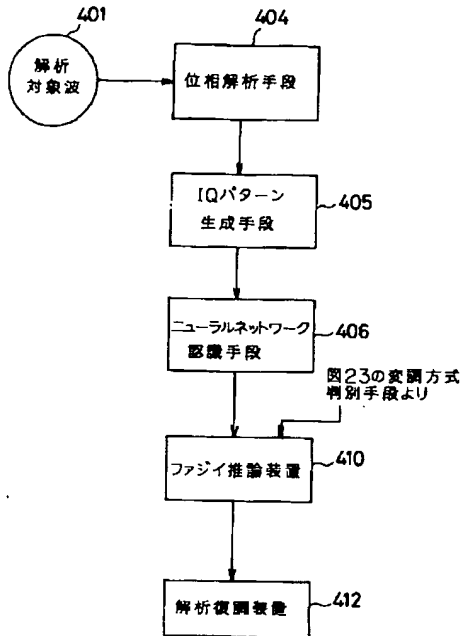 401
解析
対象波
404
位相解析手段
IQパターン
生成手段
405
ニューラルネットワーク
認識手段
406
図23の変調方式
判別手段より
410
ファジイ推論装置
解析復調装置
412